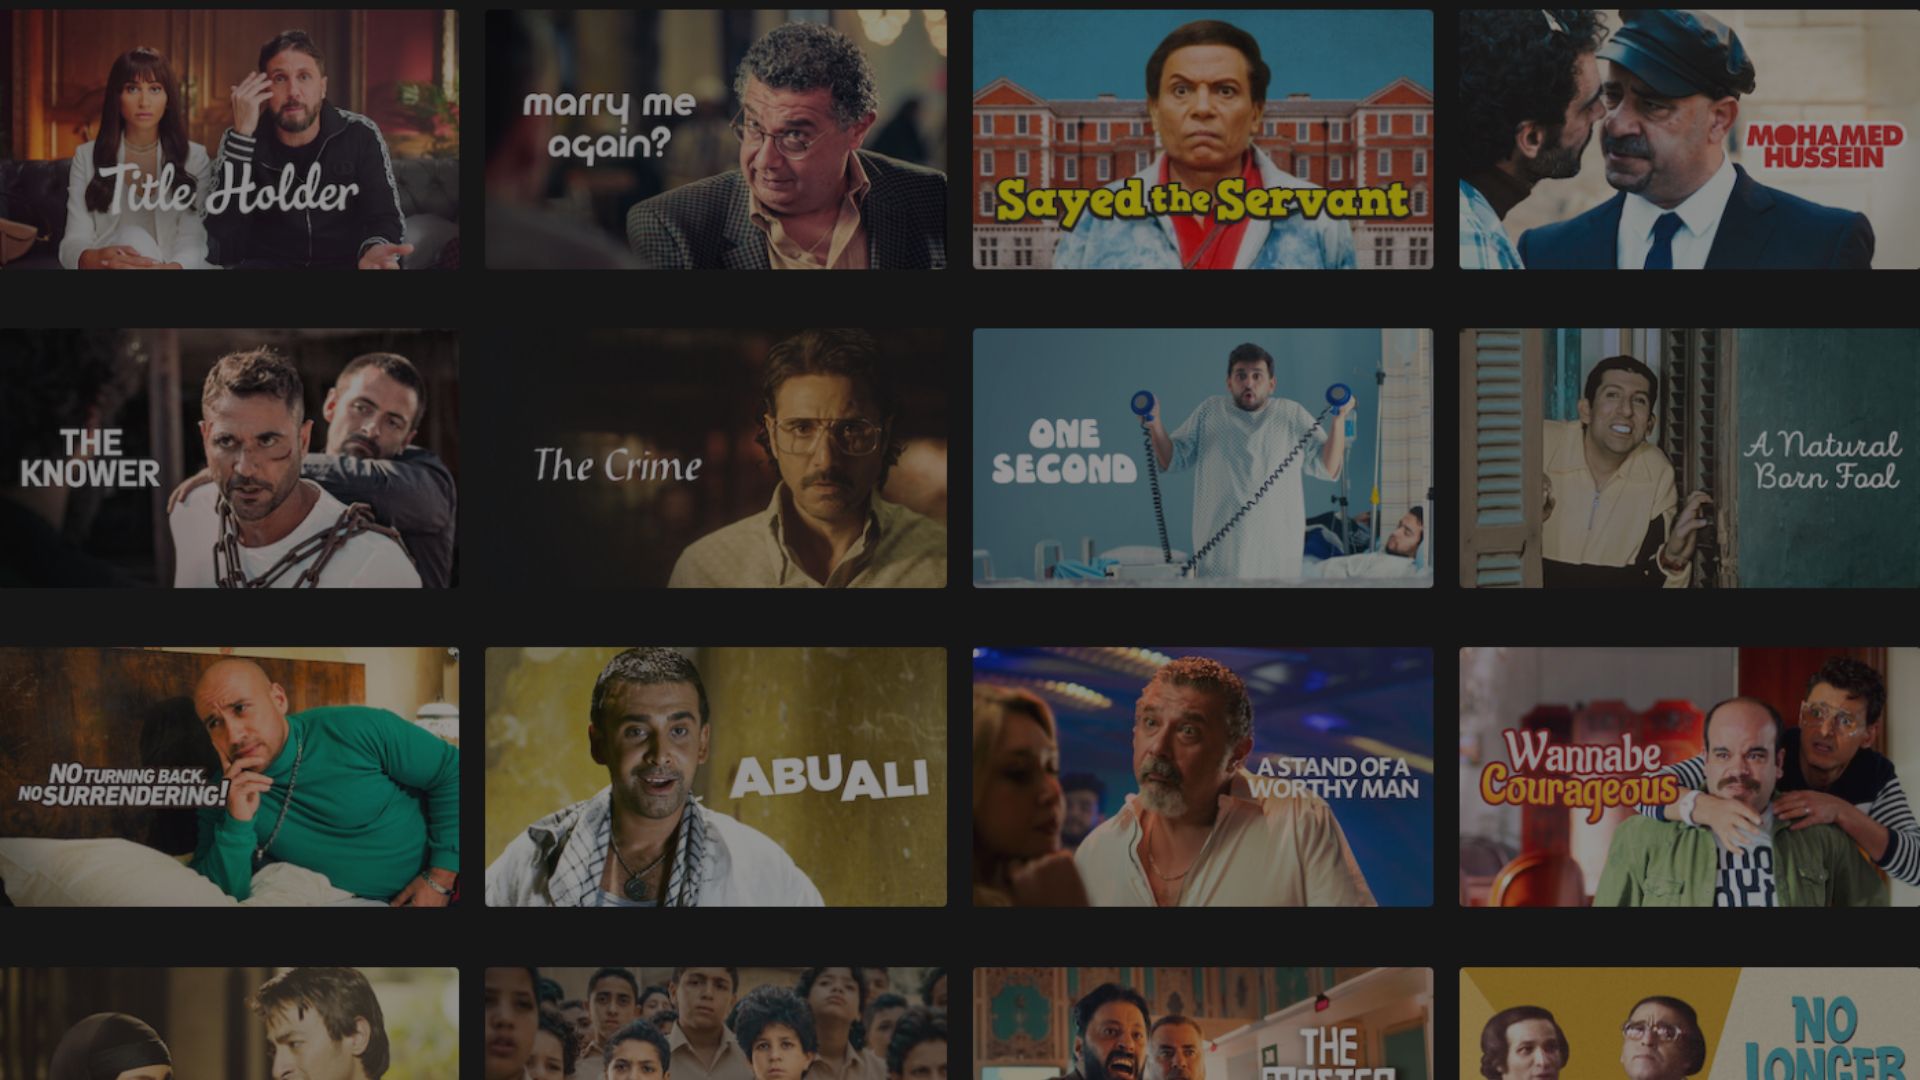 Title Holder
marry me
again?
Sayed the Servant
MOHAMED
HUSSEIN
THE
KNOWER
The Crime
ONE
SECOND
A Natural
Born Fool
NO TURNING BACK,
NO SURRENDERING!
ABU ALI
A STAND OF A
WORTHY MAN
Wannabe
Courageous
THE
NO
LONGER